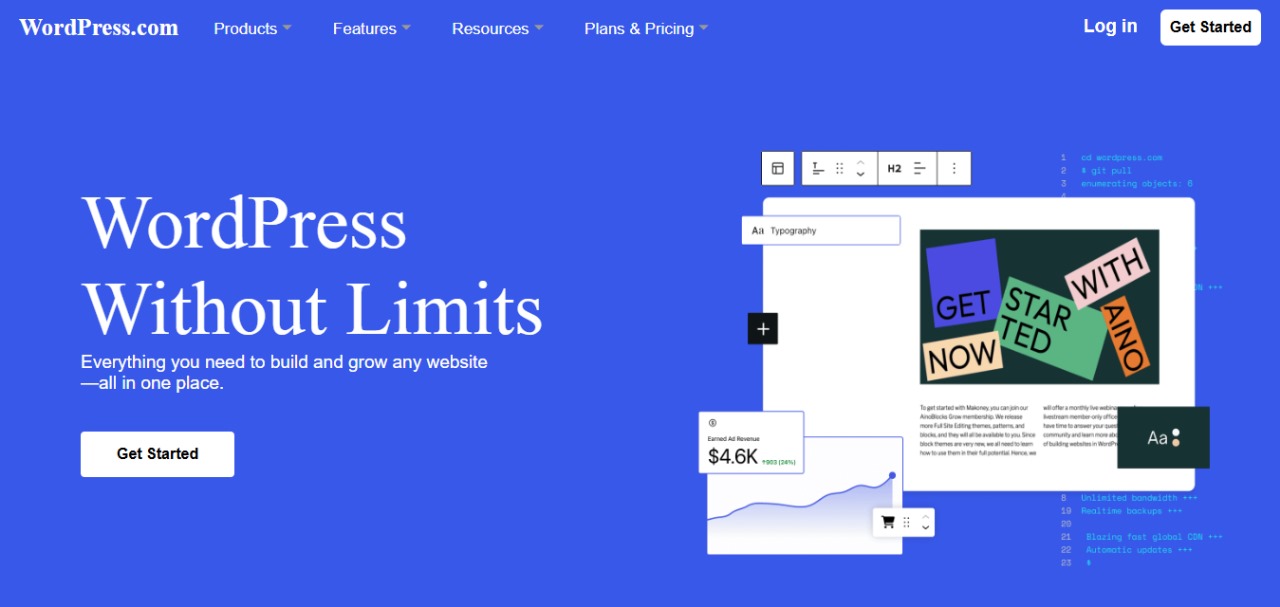 WordPress.com Products Features Resources Plans & Pricing Log in Get Started
WordPress
Without Limits
Everything you need to build and grow any website
—all in one place.
Get Started
H2
Aa Typography
GET
STAR
TED
WITH
NOW
AINO
To get started with Makoney, you can join our
AinoBlocks Grow membership. We release
more Full Site Editing themes, patterns, and
blocks, and they will all be available to you. Since
block themes are very new, we all need to learn
how to use them in their full potential. Hence, we
will offer a monthly live webinar
livestream member-only office
have time to answer your quest
community and learn more abo
of building websites in WordPr
Aa
Earned Ad Revenue
$4.6K
1 cd wordpress.com
2 # git pull
3 enumerating objects: 6
4
DN +++
8 Unlimited bandwidth +++
19 Realtime backups +++
20
21 Blazing fast global CDN +++
22 Automatic updates +++
23 #